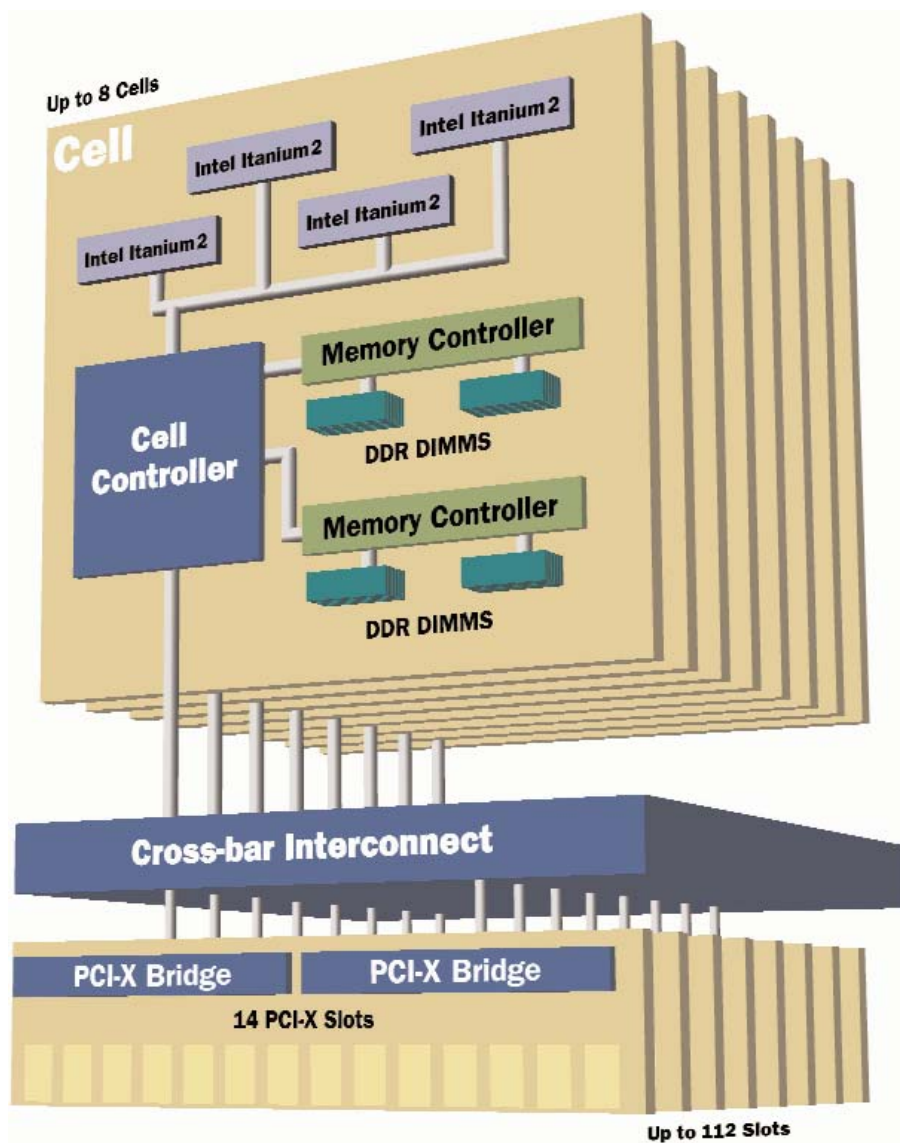 Up to 8 Cells
Cell
Intel Itanium 2
Intel Itanium 2
Intel Itanium 2
Intel Itanium 2
Memory Controller
DDR DIMMS
Cell
Controller
Memory Controller
DDR DIMMS
Cross-bar Interconnect
PCI-X Bridge
PCI-X Bridge
14 PCI-X Slots
Up to 112 Slots